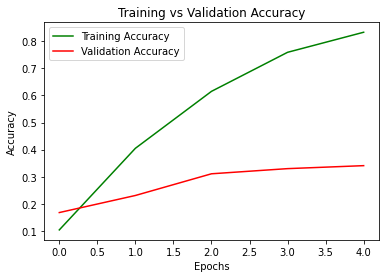 Training vs Validation Accuracy
Training Accuracy
Validation Accuracy
Accuracy
0.8
0.7
0.6
0.5
0.4
0.3
0.2
0.1
0.0 0.5 1.0 1.5 2.0 2.5 3.0 3.5 4.0
Epochs